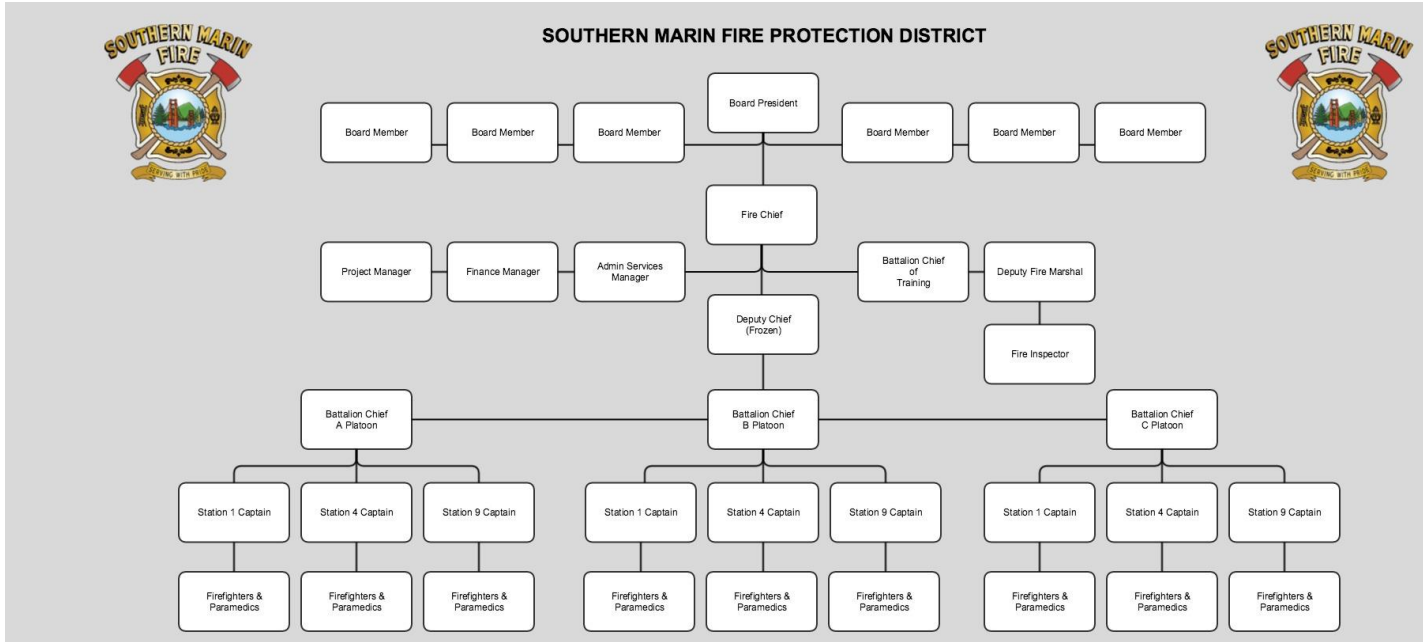 SOUTHERN MARIN
FIRE
SERVING WITH PRIDE
SOUTHERN MARIN FIRE PROTECTION DISTRICT
SOUTHERN MARIN
FIRE
SERVING WITH PRIDE
Board President
Board Member
Board Member
Board Member
Board Member
Board Member
Board Member
Fire Chief
Project Manager
Finance Manager
Admin Services
Manager
Battalion Chief
of
Training
Deputy Fire Marshal
Deputy Chief
(Frozen)
Fire Inspector
Battalion Chief
A Platoon
Battalion Chief
B Platoon
Battalion Chief
C Platoon
Station 1 Captain
Station 4 Captain
Station 9 Captain
Station 1 Captain
Station 4 Captain
Station 9 Captain
Station 1 Captain
Station 4 Captain
Station 9 Captain
Firefighters &
Paramedics
Firefighters &
Paramedics
Firefighters &
Paramedics
Firefighters &
Paramedics
Firefighters &
Paramedics
Firefighters &
Paramedics
Firefighters &
Paramedics
Firefighters &
Paramedics
Firefighters &
Paramedics